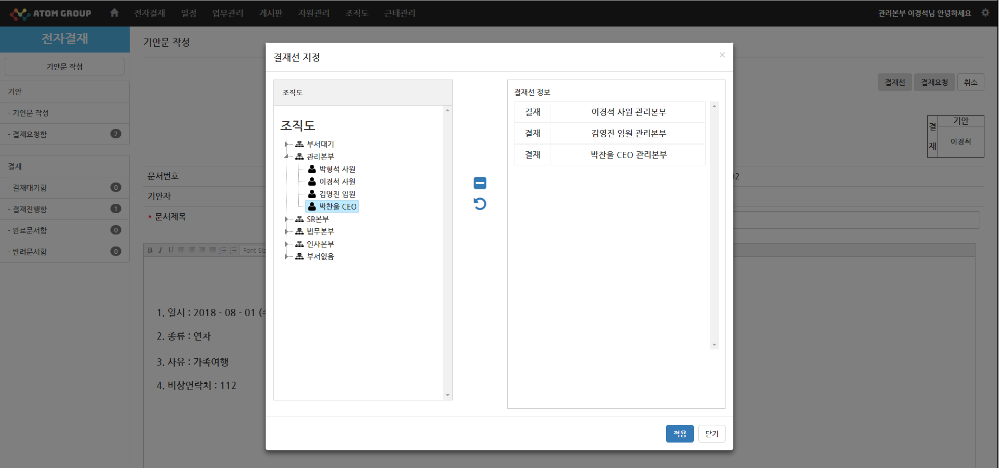 ATOM GROUP 전자결재 일정 업무관리 게시판 자원관리 조직도 근태관리 관리본부 이경석님 안녕하세요
전자결재
기안문 작성
기안
- 기안문 작성
- 결재요청함 2
결재
- 결재대기함 0
- 결재진행함 1
- 완료문서함 0
- 반려문서함 0
기안문 작성
결재선 결재요청 취소
결재 기안
이경석
문서번호
02
기안자
* 문서제목
B I U Font Siz
1. 일시 : 2018 - 08 - 01
2. 종류 : 연차
3. 사유 : 가족여행
4. 비상연락처 : 112
결재선 지정 ×
조직도
조직도
부서대기
관리본부
박형석 사원
이경석 사원
김영진 임원
박찬울 CEO
SR본부
법무본부
인사본부
부서없음
결재선 정보
결재 이경석 사원 관리본부
결재 김영진 임원 관리본부
결재 박찬울 CEO 관리본부
적용 닫기